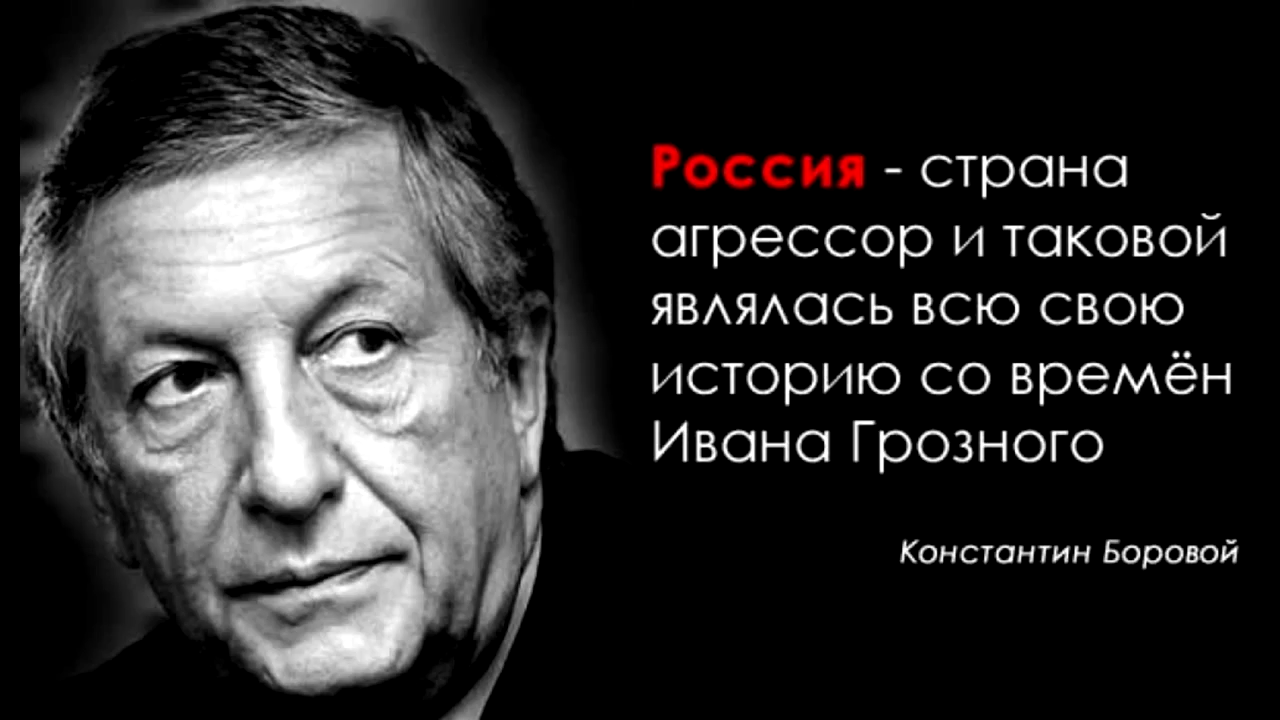 Россия - страна
агрессор и таковой
являлась всю свою
историю со времён
Ивана Грозного
Константин Боровой